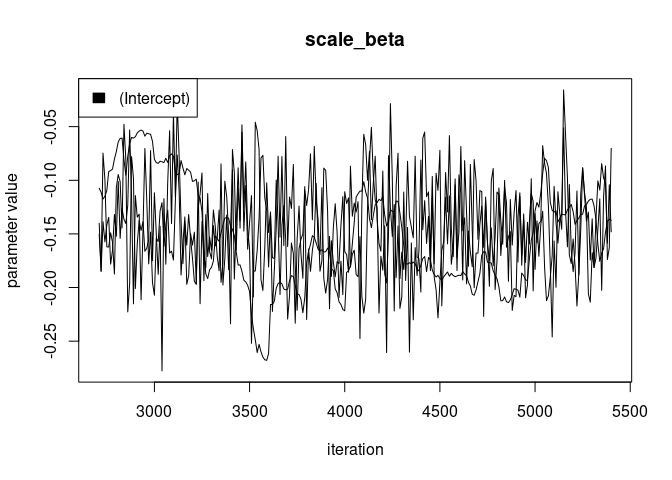 scale_beta
(Intercept)
-0.05
-0.10
-0.15
-0.20
-0.25
parameter value
3000 3500 4000 4500 5000 5500
iteration